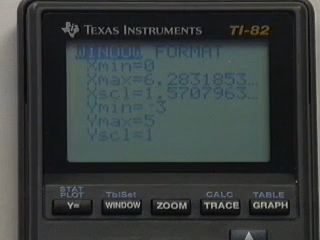 TEXAS INSTRUMENTS TI-82
WINDOW FORMAT
Xmin=0
Xmax=6.2831853…
Xscl=1.5707963…
Ymin=-3
Ymax=5
Yscl=1
STAT PLOT TblSet CALC TABLE
Y= WINDOW ZOOM TRACE GRAPH